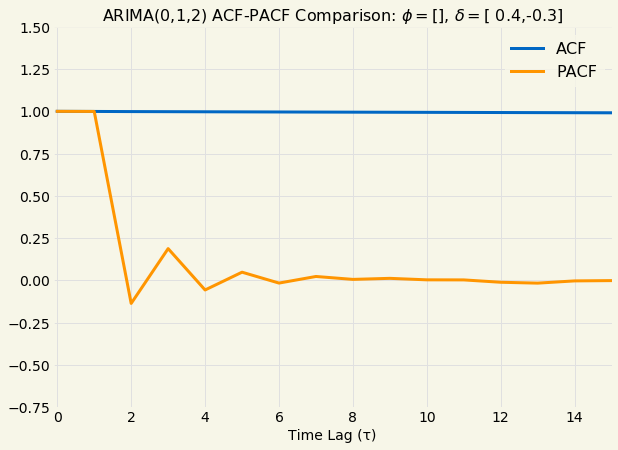 ARIMA(0,1,2) ACF-PACF Comparison: ϕ = [], δ = [ 0.4,-0.3]
ACF
PACF
1.50
1.25
1.00
0.75
0.50
0.25
0.00
−0.25
−0.50
−0.75
0 2 4 6 8 10 12 14
Time Lag (τ)